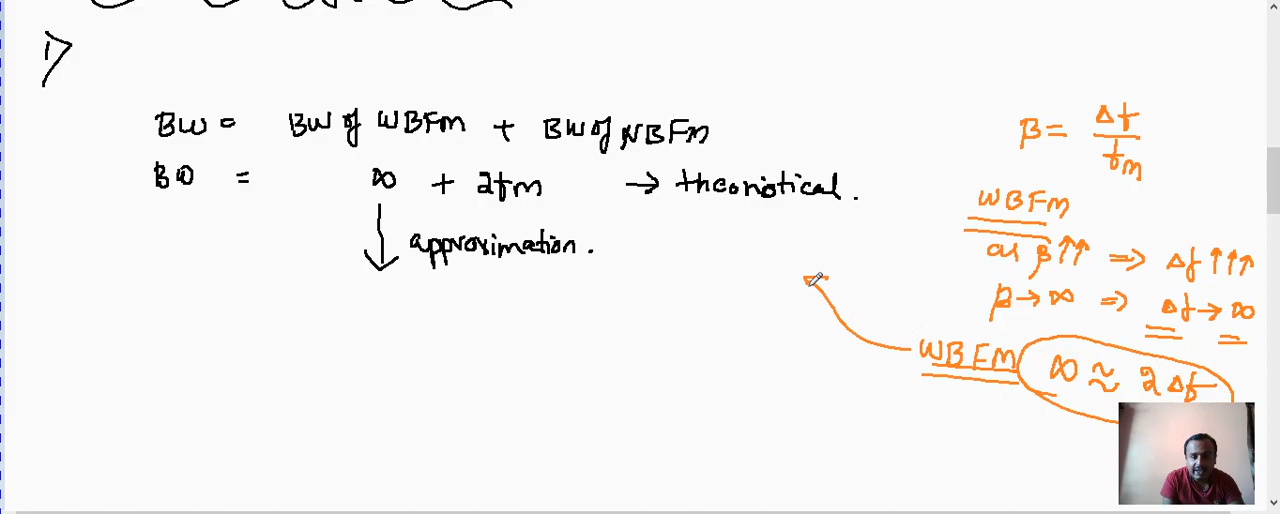 1)
BW = BW of WBFM + BW of NBFM
BW = ∞ + 2fm → theoritical.
↓ approximation.
β = Δf / fm
WBFM
as β↑↑ ⇒ Δf ↑↑↑
β → ∞ ⇒ Δf → ∞
WBFM ∞ ≈ 2Δf